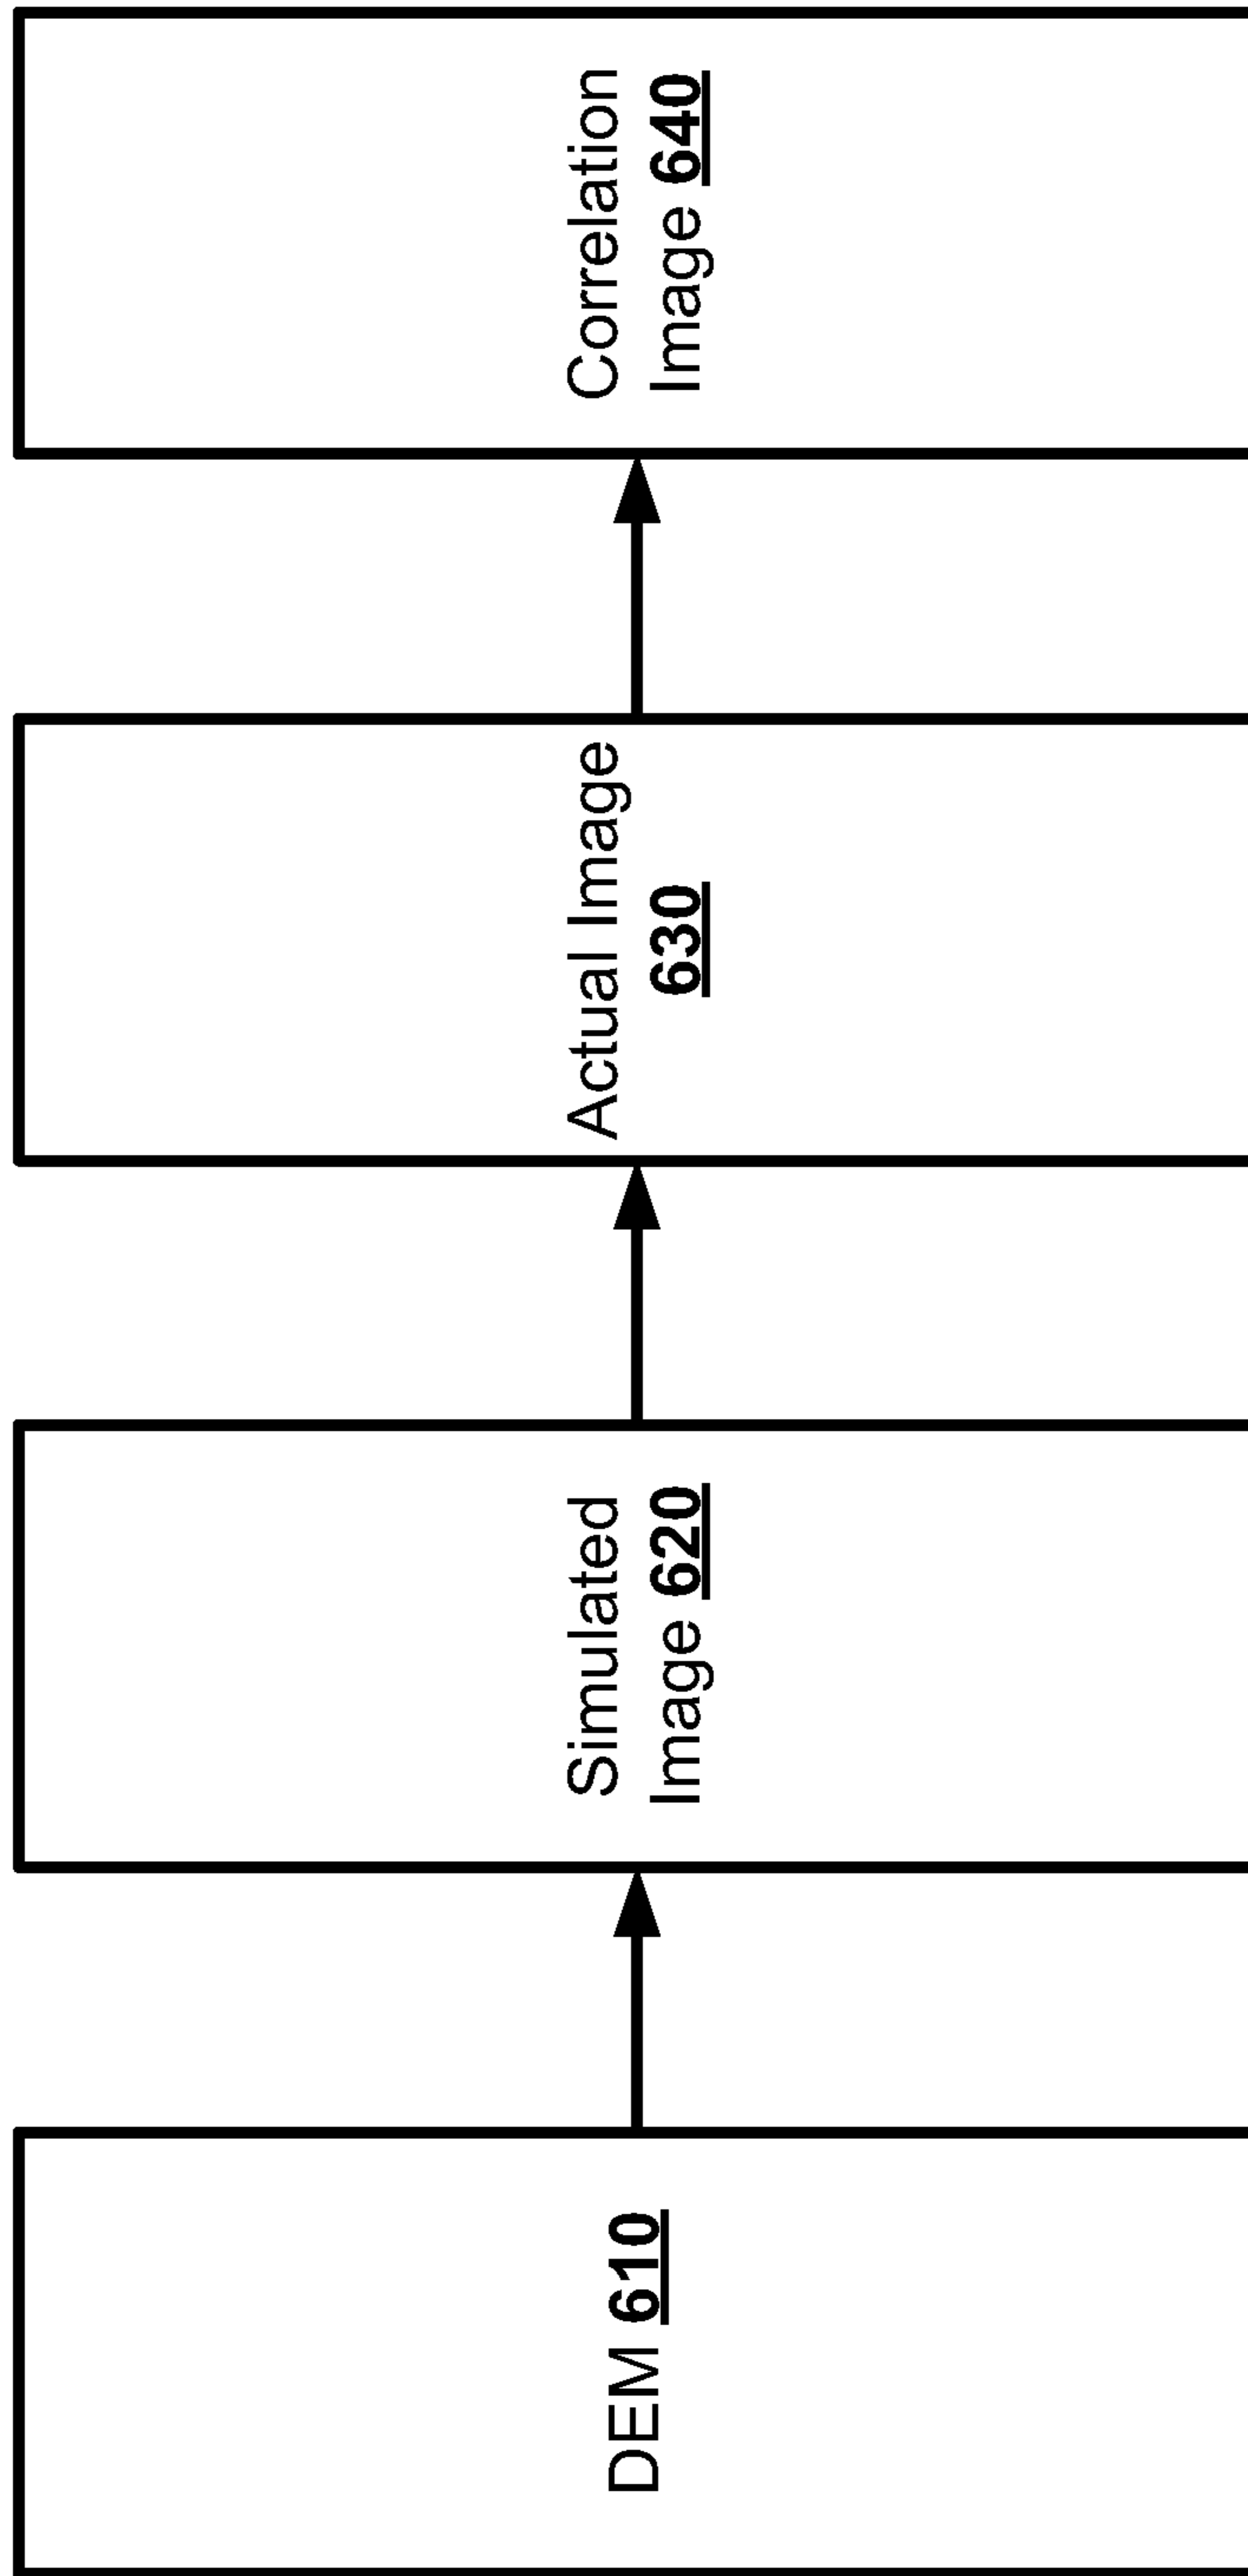 DEM 610
Simulated
Image 620
Actual Image
630
Correlation
Image 640